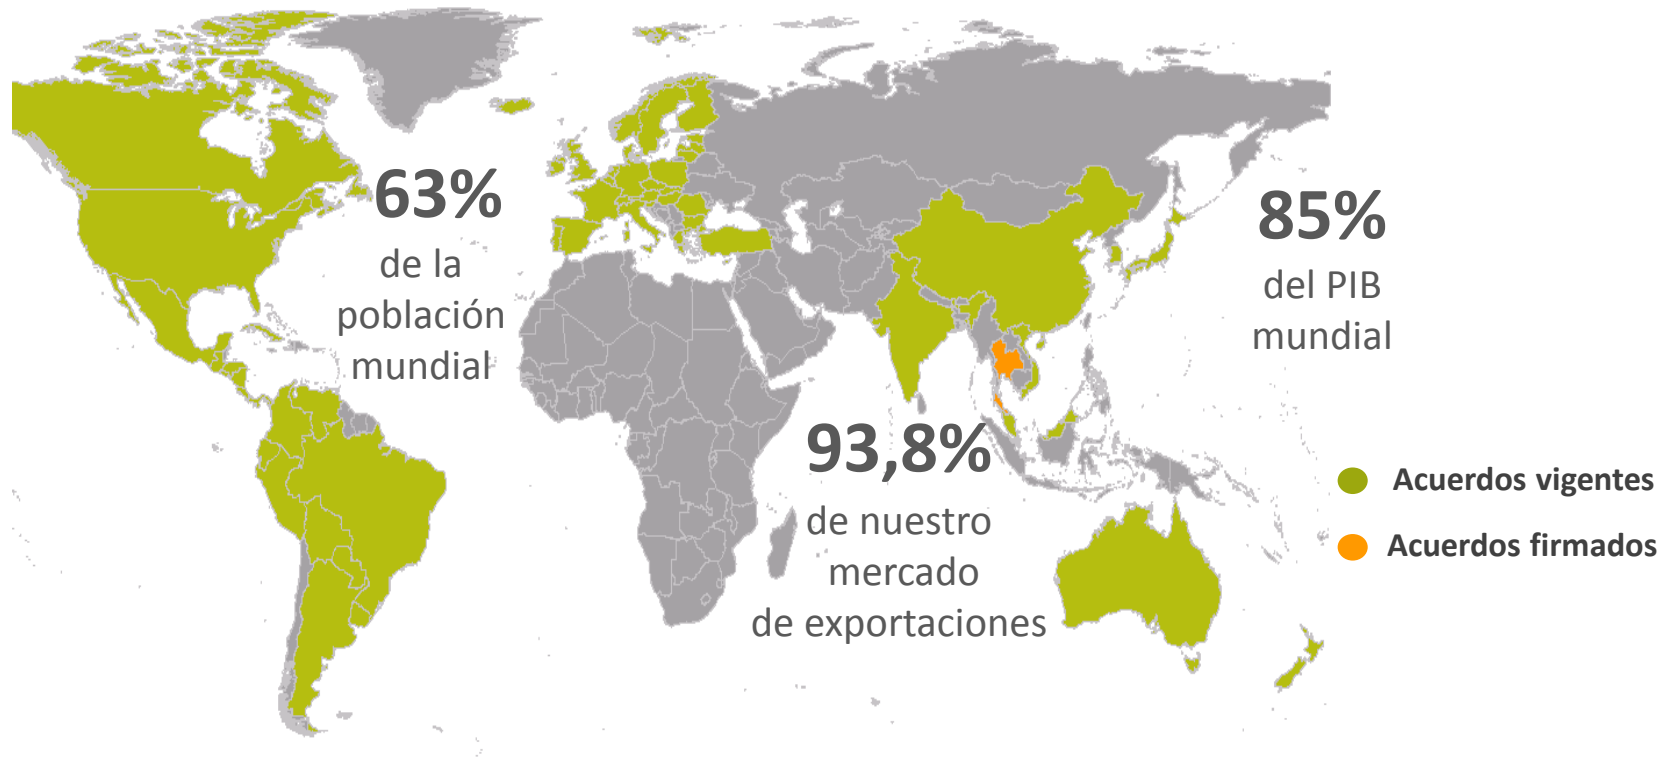 63%
de la
población
mundial
85%
del PIB
mundial
93,8%
de nuestro
mercado
de exportaciones
Acuerdos vigentes
Acuerdos firmados